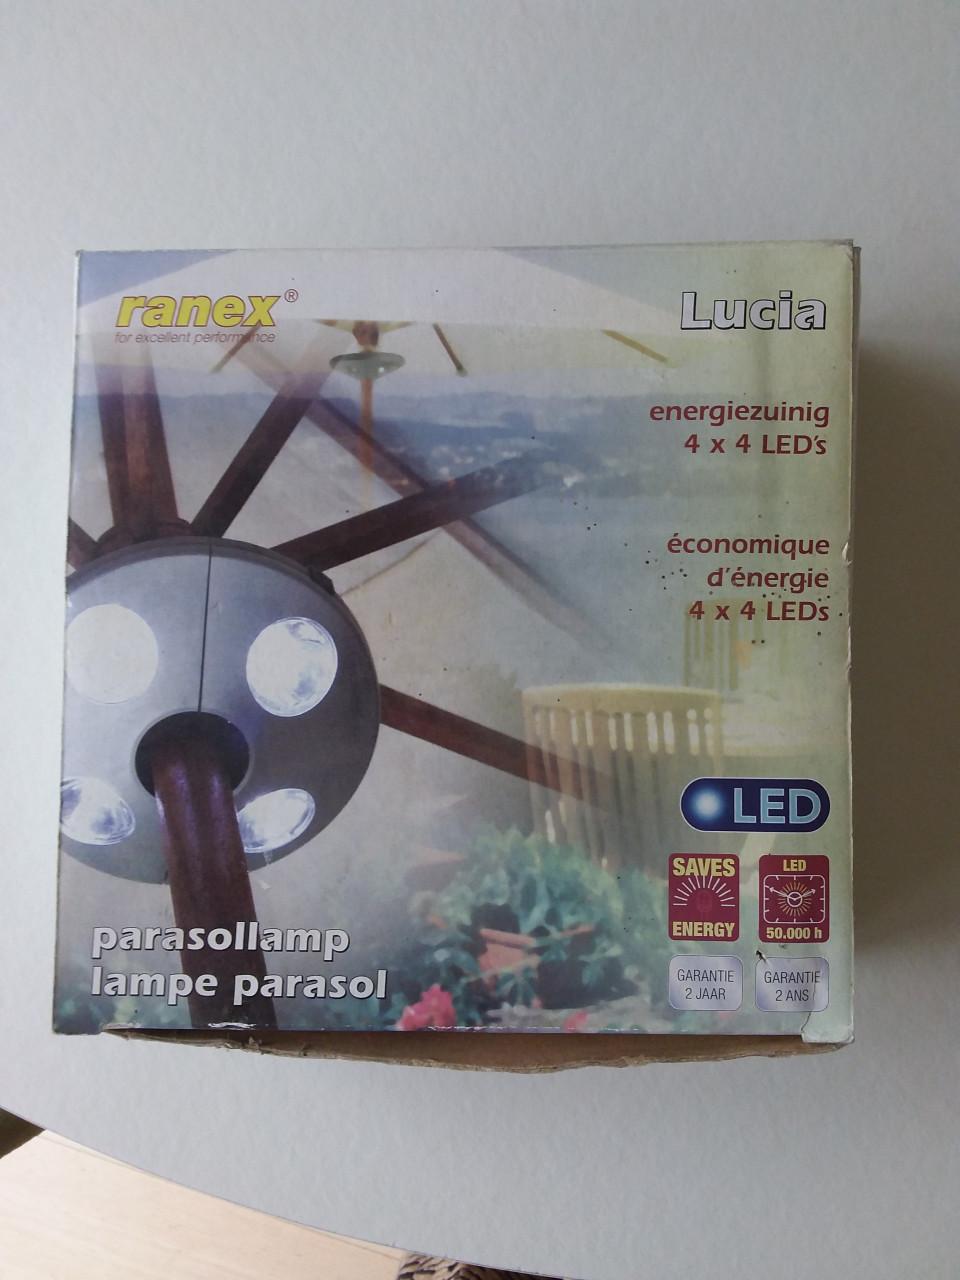 ranex®
for excellent performance
Lucia
energiezuinig
4 x 4 LED's
économique
d'énergie
4 x 4 LEDs
LED
SAVES
ENERGY
LED
50.000 h
GARANTIE
2 JAAR
GARANTIE
2 ANS
parasollamp
lampe parasol